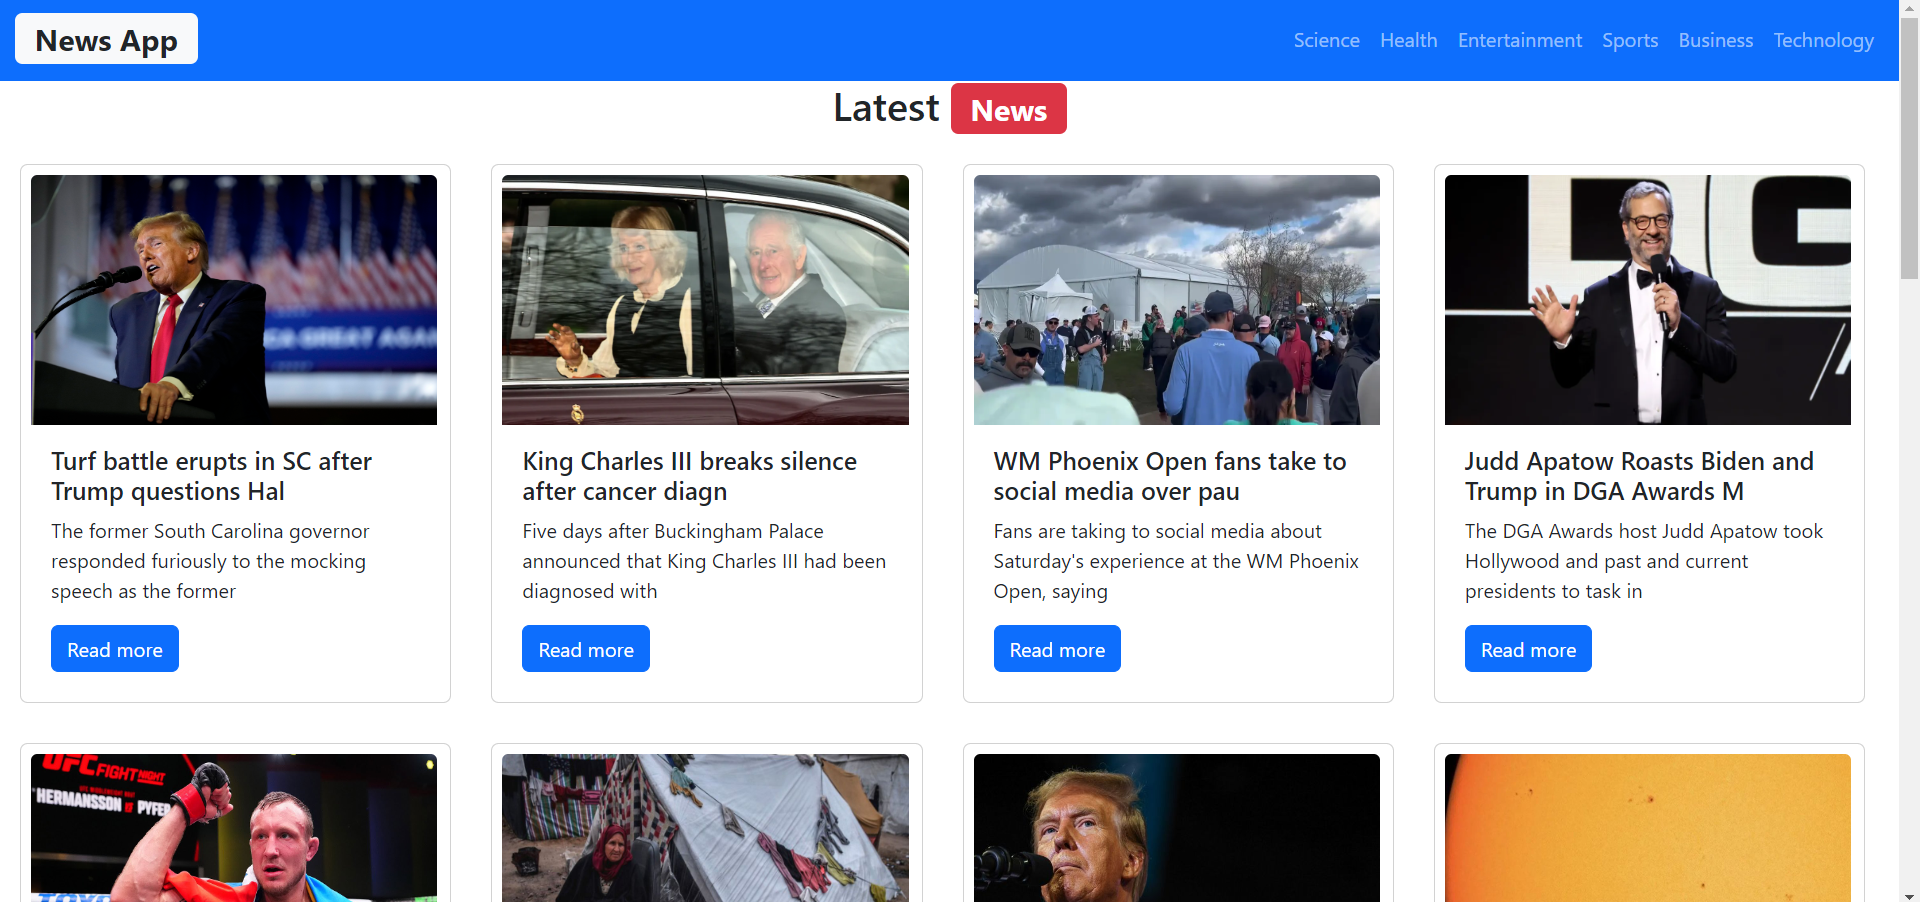 News App
Science Health Entertainment Sports Business Technology
Latest News
GREAT AGAI
Turf battle erupts in SC after
Trump questions Hal
The former South Carolina governor
responded furiously to the mocking
speech as the former
Read more
King Charles III breaks silence
after cancer diagn
Five days after Buckingham Palace
announced that King Charles III had been
diagnosed with
Read more
WM Phoenix Open fans take to
social media over pau
Fans are taking to social media about
Saturday's experience at the WM Phoenix
Open, saying
Read more
Judd Apatow Roasts Biden and
Trump in DGA Awards M
The DGA Awards host Judd Apatow took
Hollywood and past and current
presidents to task in
Read more
UFC FIGHT NIGHT
HERMANSSON PYFE
TOYO